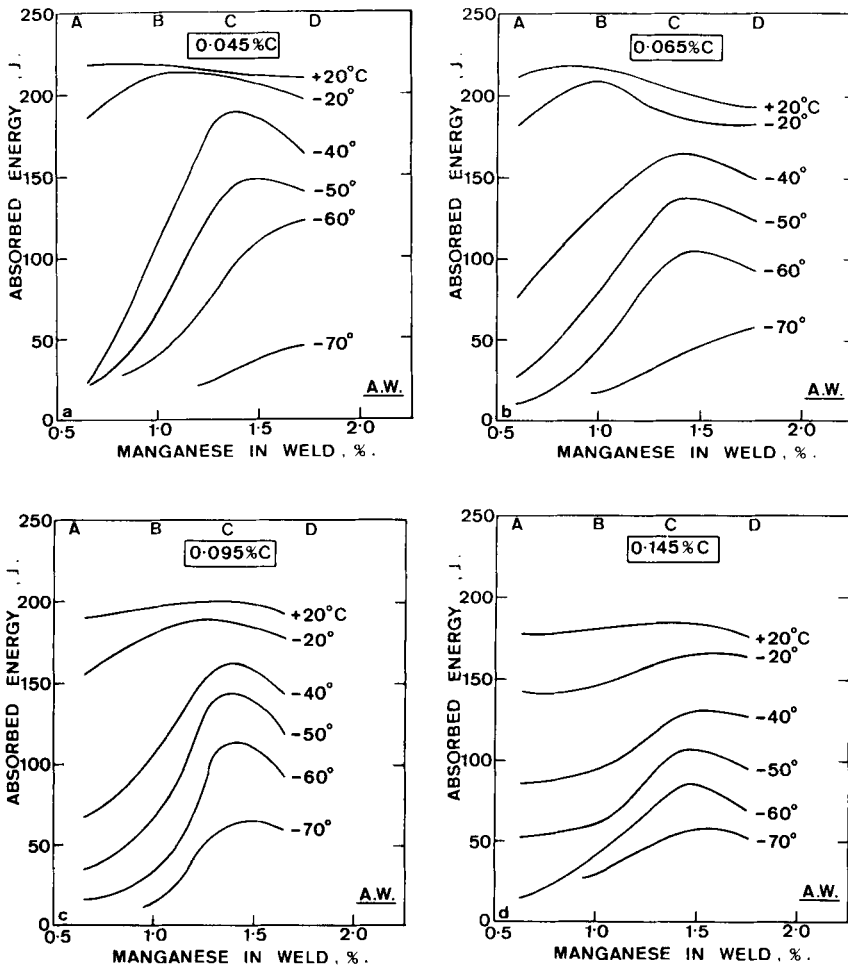 250
200
150
100
50
0
ABSORBED ENERGY, J.
A B C D
0·045%C
+20°C
-20°
-40°
-50°
-60°
-70°
A.W.
a
0·5 1·0 1·5 2·0
MANGANESE IN WELD, %.
250
200
150
100
50
0
ABSORBED ENERGY, J.
A B C D
0·065%C
+20°C
-20°
-40°
-50°
-60°
-70°
A.W.
b
0·5 1·0 1·5 2·0
MANGANESE IN WELD, %.
250
200
150
100
50
0
ABSORBED ENERGY, J.
A B C D
0·095%C
+20°C
-20°
-40°
-50°
-60°
-70°
A.W.
c
0·5 1·0 1·5 2·0
MANGANESE IN WELD, %.
250
200
150
100
50
0
ABSORBED ENERGY, J.
A B C D
0·145%C
+20°C
-20°
-40°
-50°
-60°
-70°
A.W.
d
0·5 1·0 1·5 2·0
MANGANESE IN WELD, %.